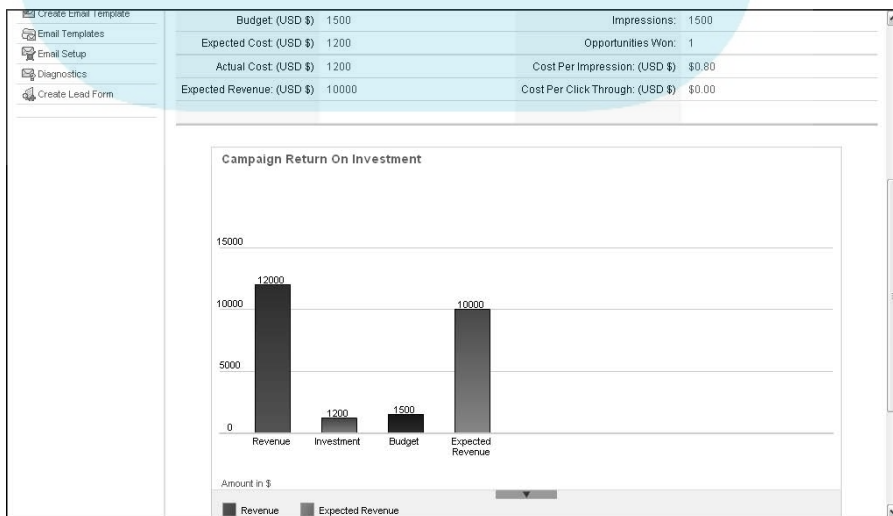 Create Email Template
Email Templates
Email Setup
Diagnostics
Create Lead Form
Budget: (USD $) 1500 Impressions: 1500
Expected Cost: (USD $) 1200 Opportunities Won: 1
Actual Cost: (USD $) 1200 Cost Per Impression: (USD $) $0.80
Expected Revenue: (USD $) 10000 Cost Per Click Through: (USD $) $0.00
Campaign Return On Investment
15000
12000
10000 10000
5000
1200 1500
0
Revenue Investment Budget Expected
Revenue
Amount in $
Revenue Expected Revenue